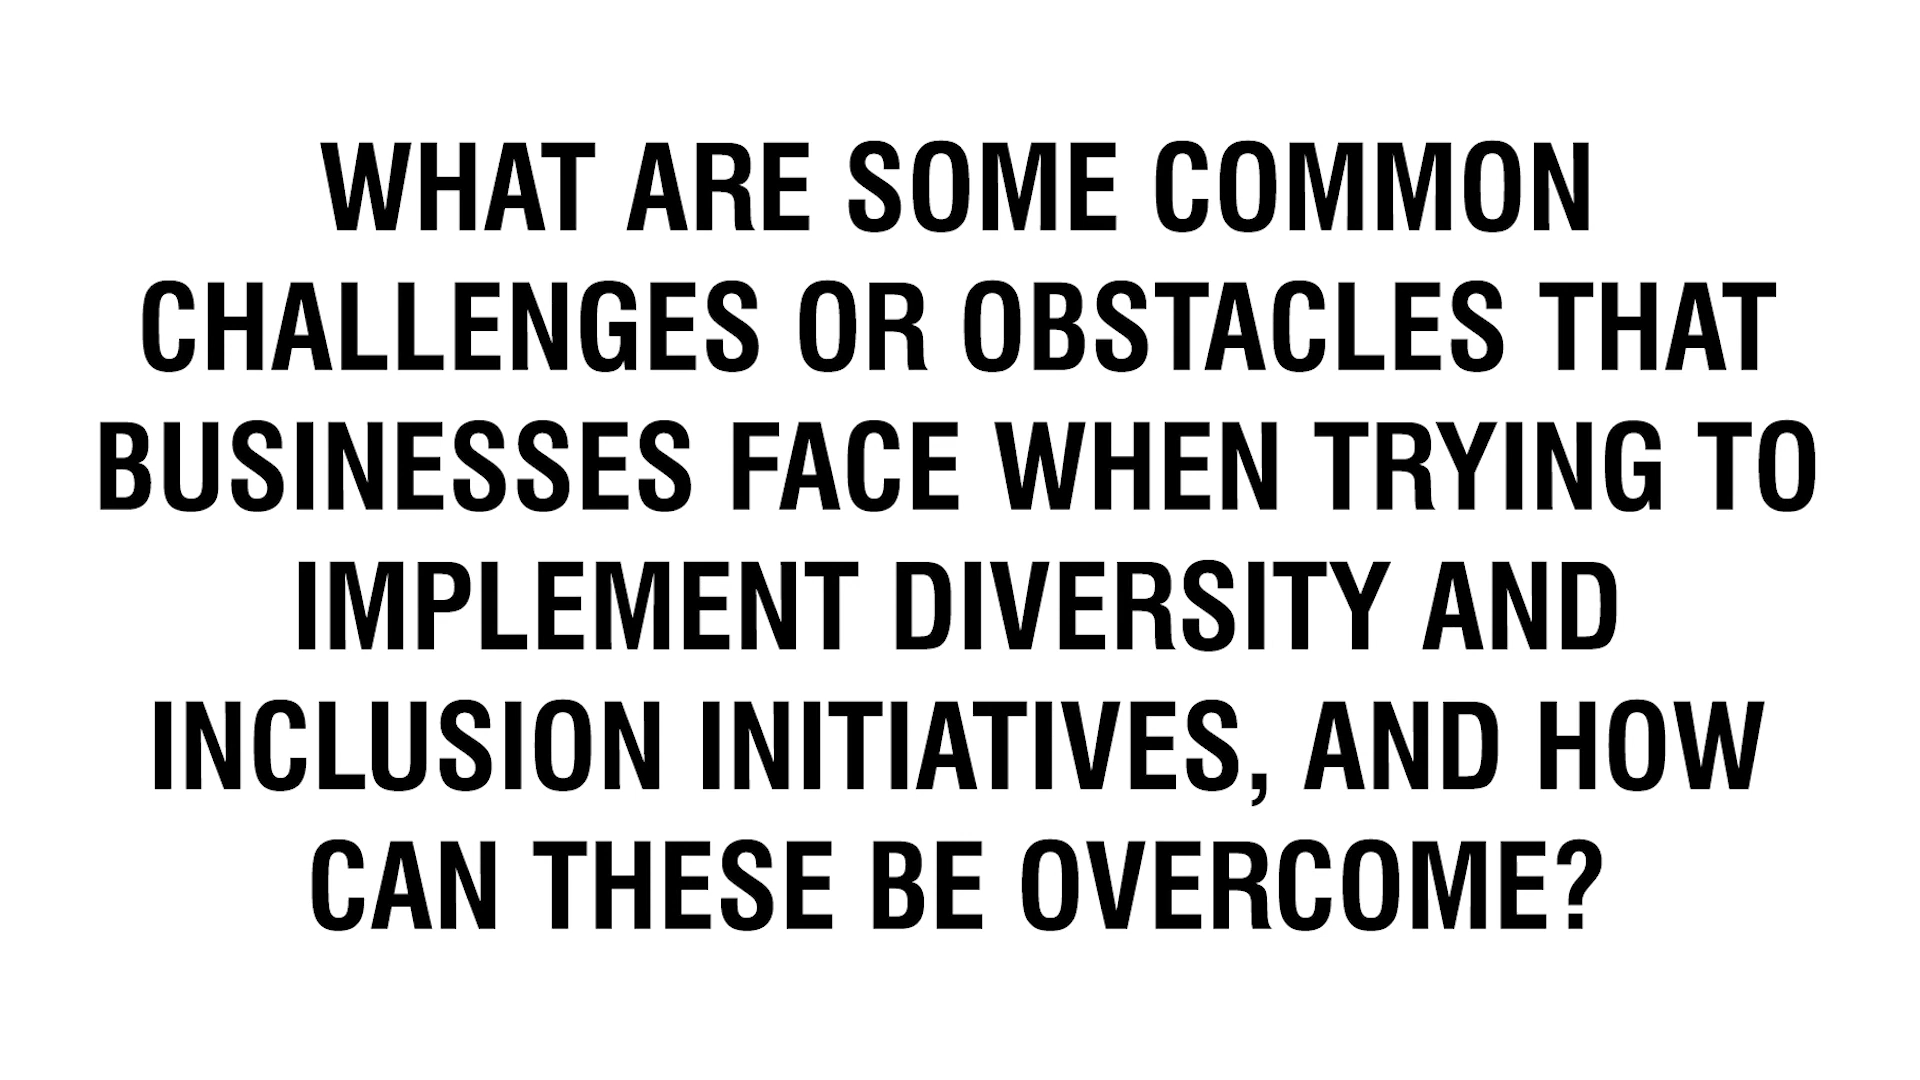 WHAT ARE SOME COMMON
CHALLENGES OR OBSTACLES THAT
BUSINESSES FACE WHEN TRYING TO
IMPLEMENT DIVERSITY AND
INCLUSION INITIATIVES, AND HOW
CAN THESE BE OVERCOME?